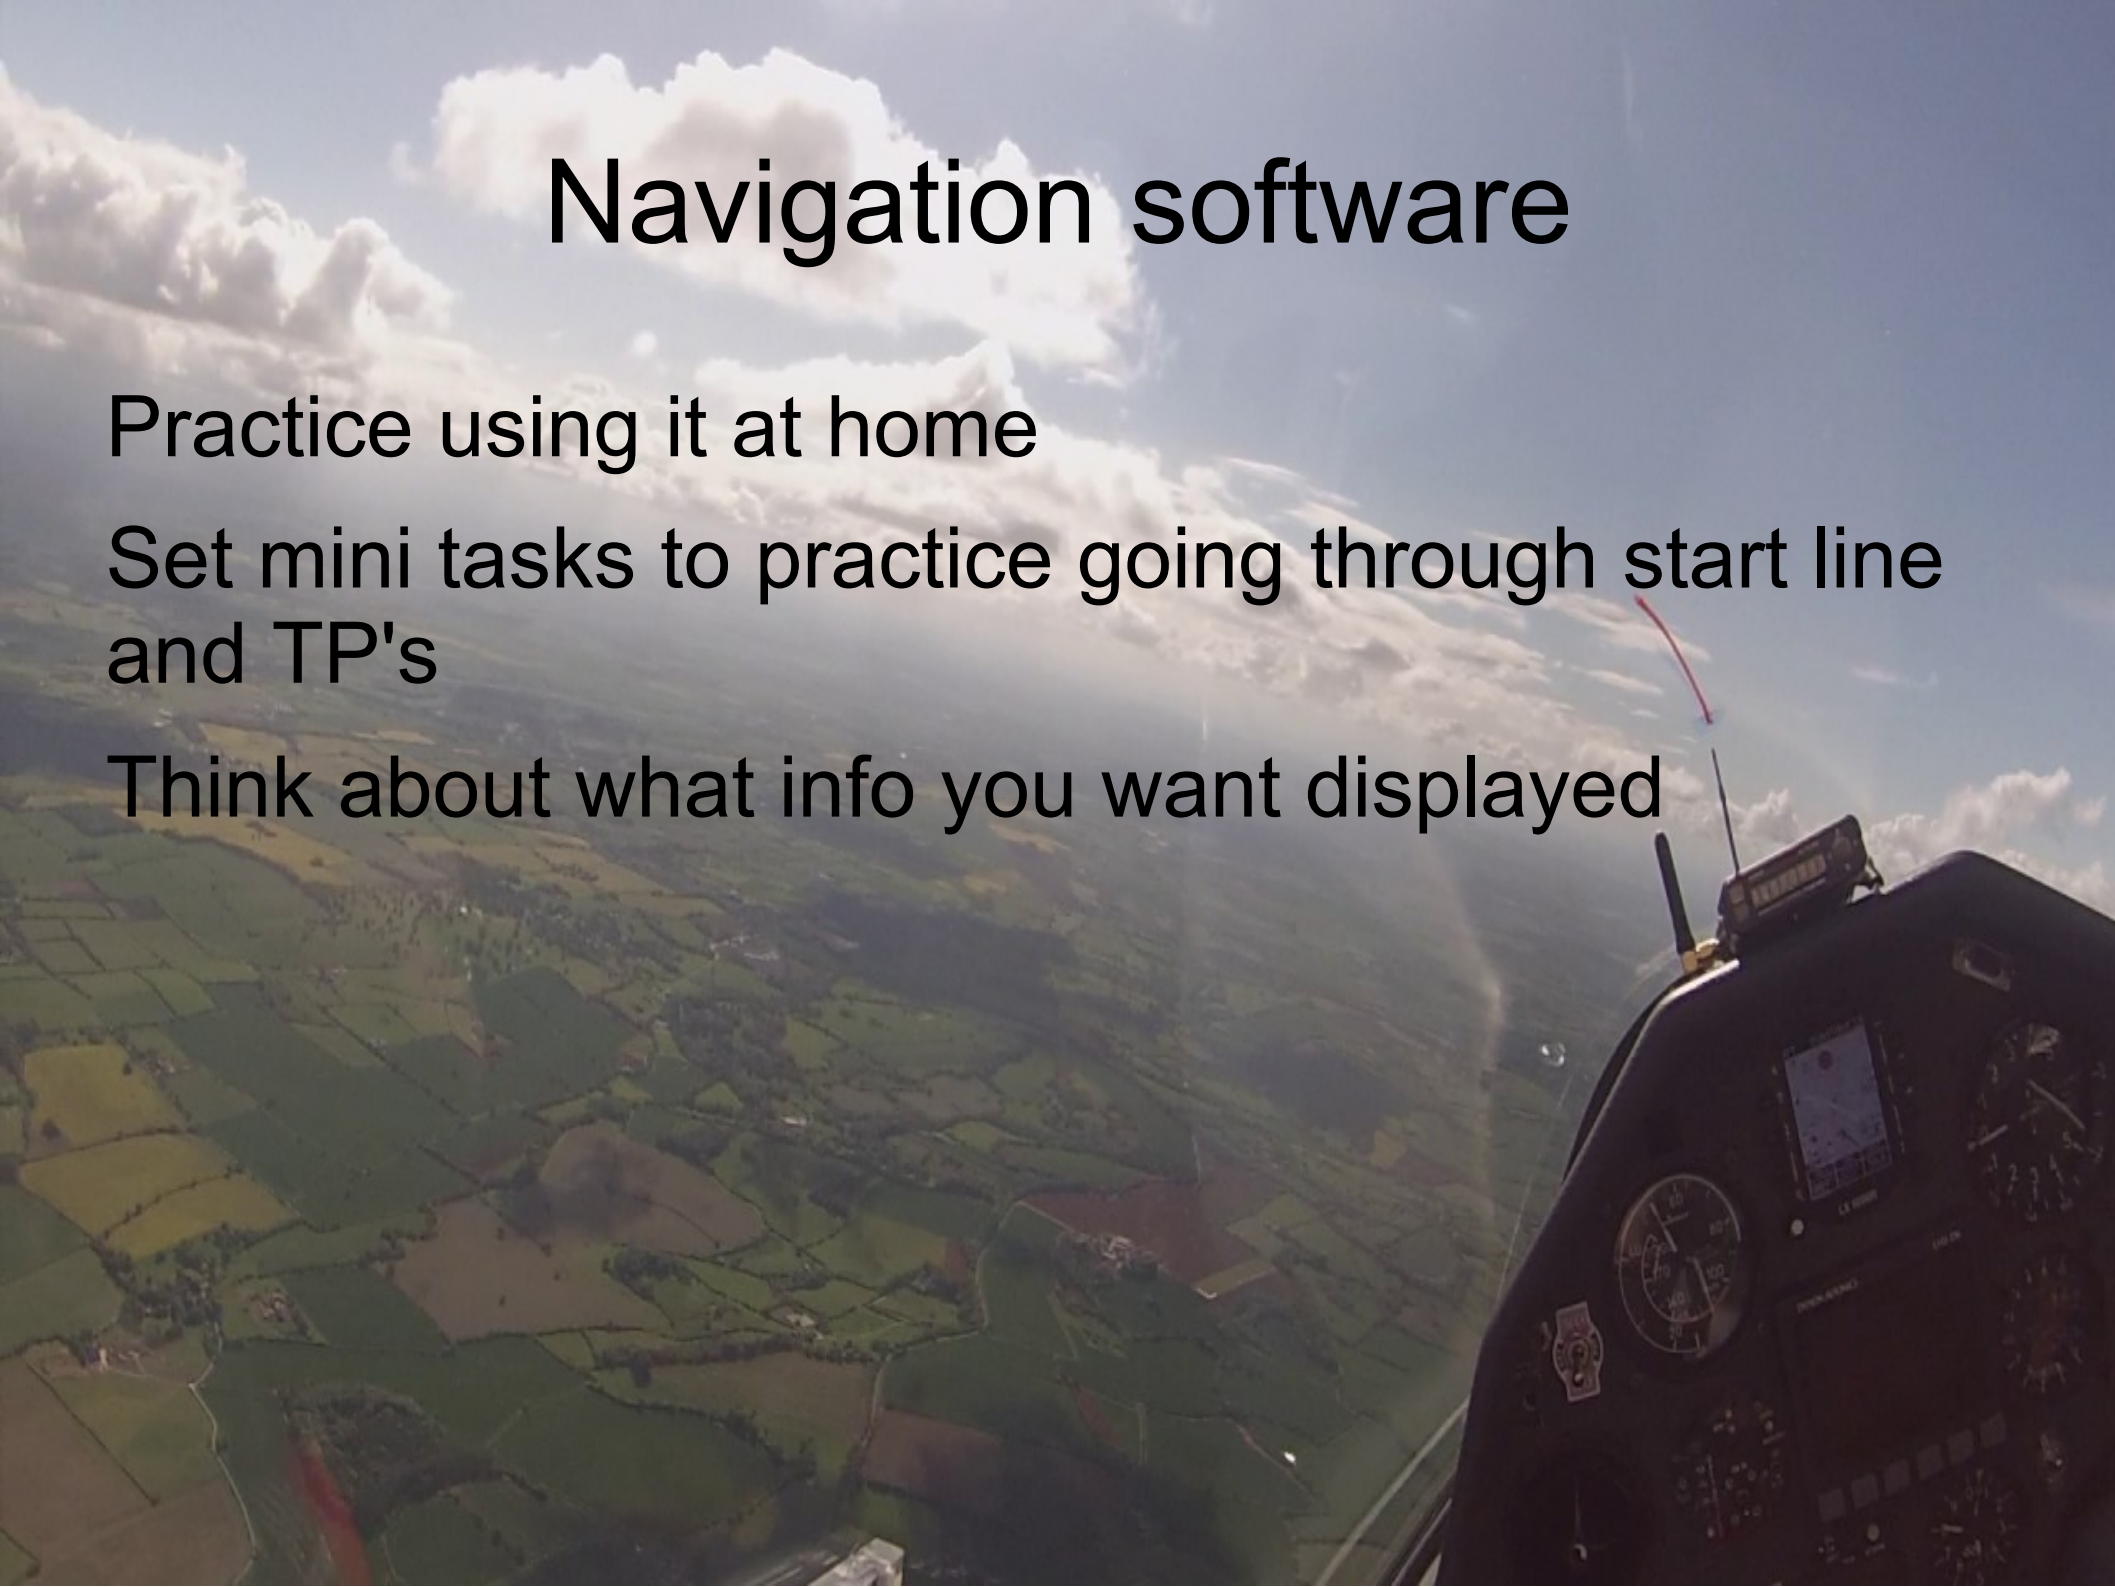 Navigation software
Practice using it at home
Set mini tasks to practice going through start line
and TP's
Think about what info you want displayed